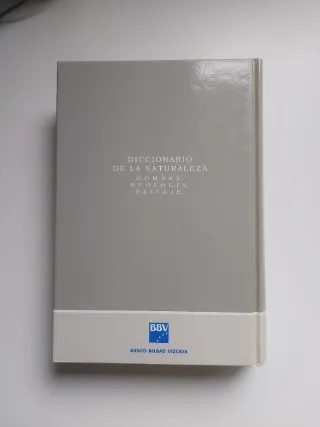 DICCIONARIO
DE LA NATURALEZA
HOMBRE,
ECOLOGÍA,
PAISAJE.
BBV
BANCO BILBAO VIZCAYA